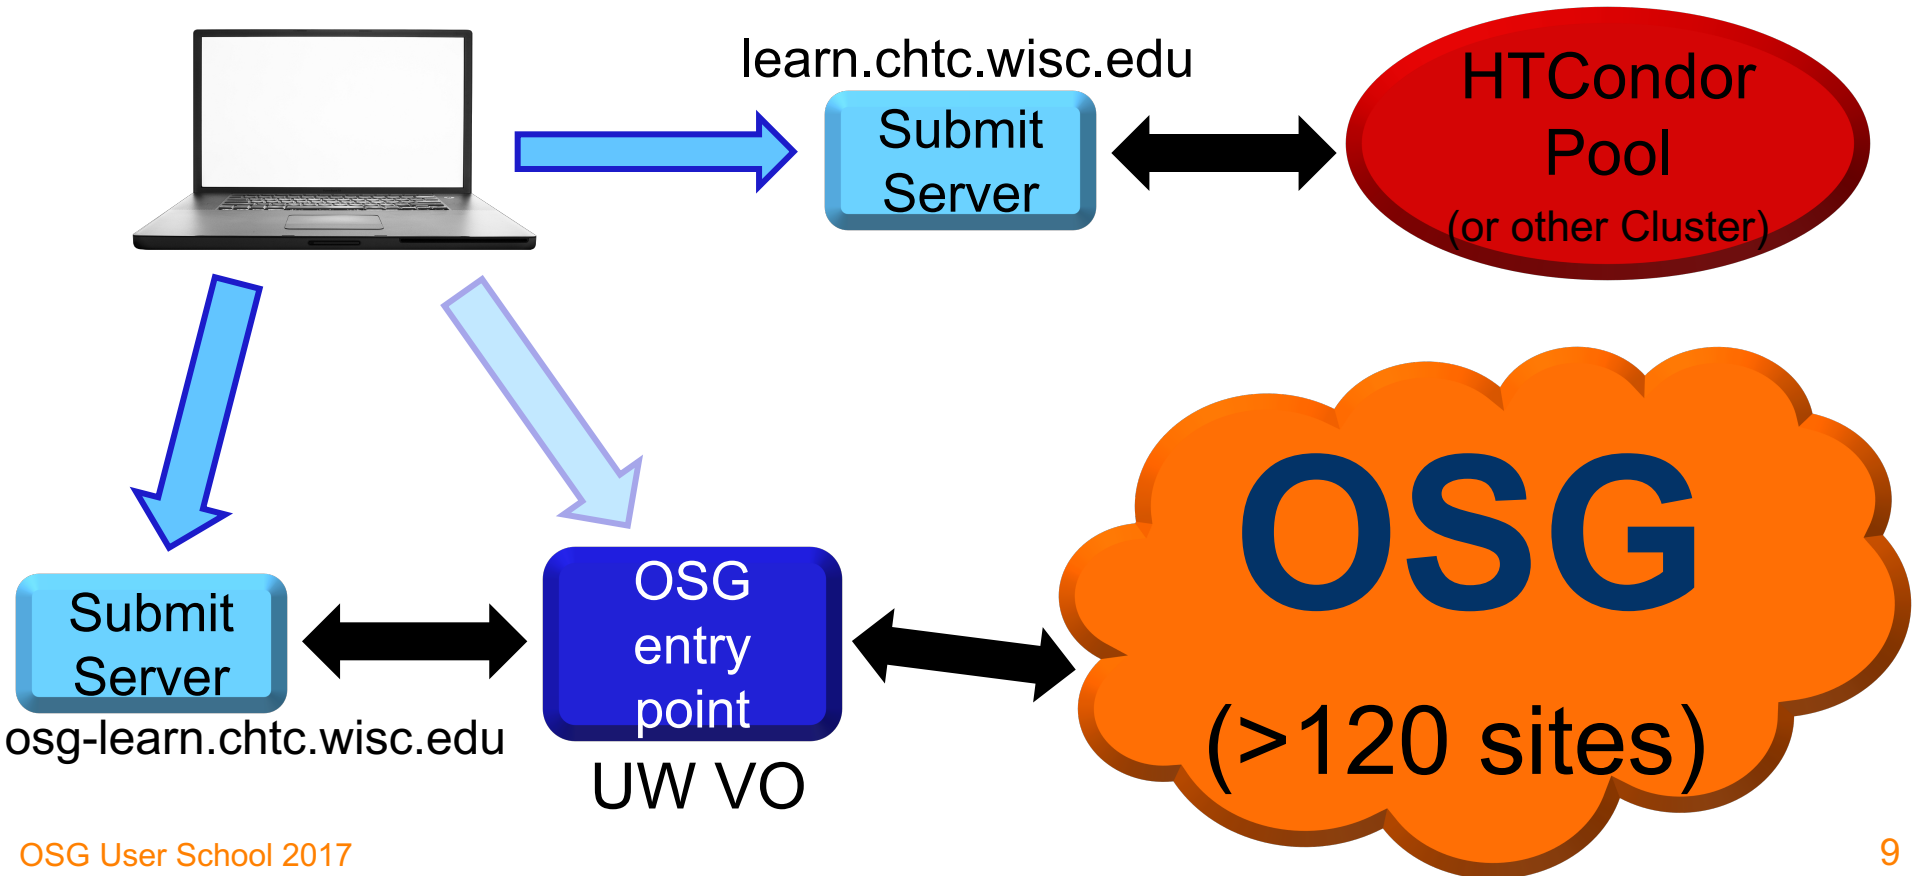 learn.chtc.wisc.edu
Submit
Server
HTCondor
Pool
(or other Cluster)
Submit
Server
osg-learn.chtc.wisc.edu
OSG
entry
point
UW VO
OSG
(>120 sites)
OSG User School 2017
9